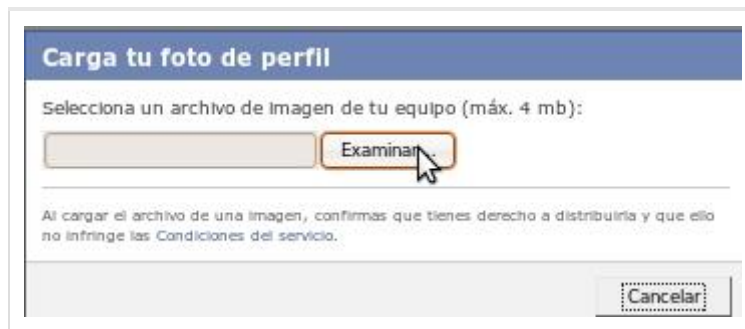 Carga tu foto de perfil
Selecciona un archivo de imagen de tu equipo (máx. 4 mb):
Examinar...
Al cargar el archivo de una imagen, confirmas que tienes derecho a distribuirla y que ello
no infringe las Condiciones del servicio.
Cancelar